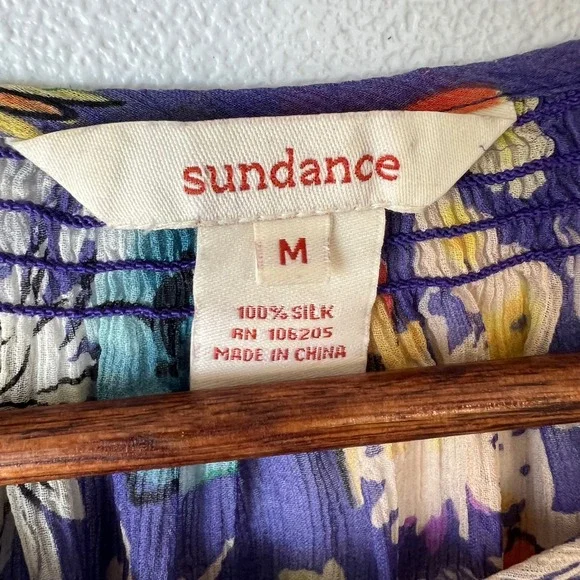 sundance
M
100% SILK
RN 106205
MADE IN CHINA